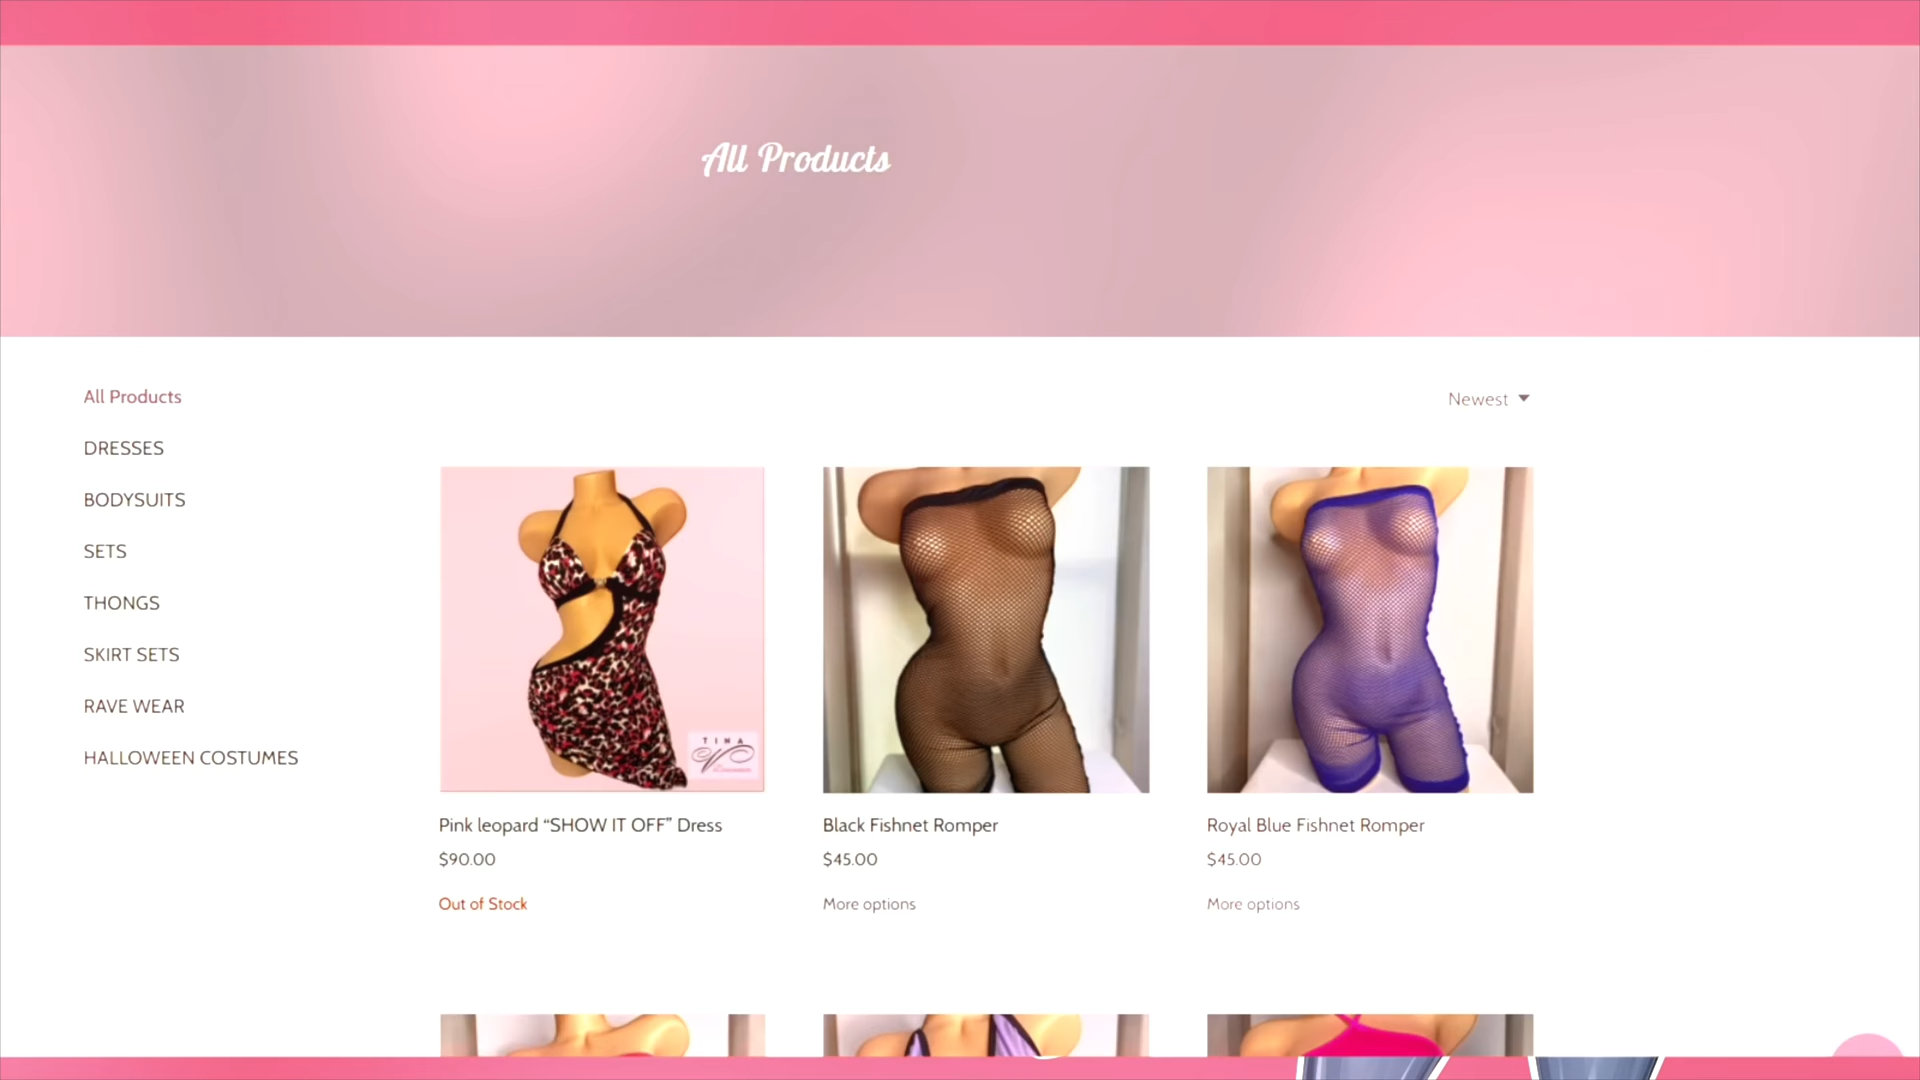 All Products
All Products
Newest
DRESSES
BODYSUITS
SETS
THONGS
SKIRT SETS
RAVE WEAR
HALLOWEEN COSTUMES
TINA
Pink leopard “SHOW IT OFF” Dress
$90.00
Out of Stock
Black Fishnet Romper
$45.00
More options
Royal Blue Fishnet Romper
$45.00
More options